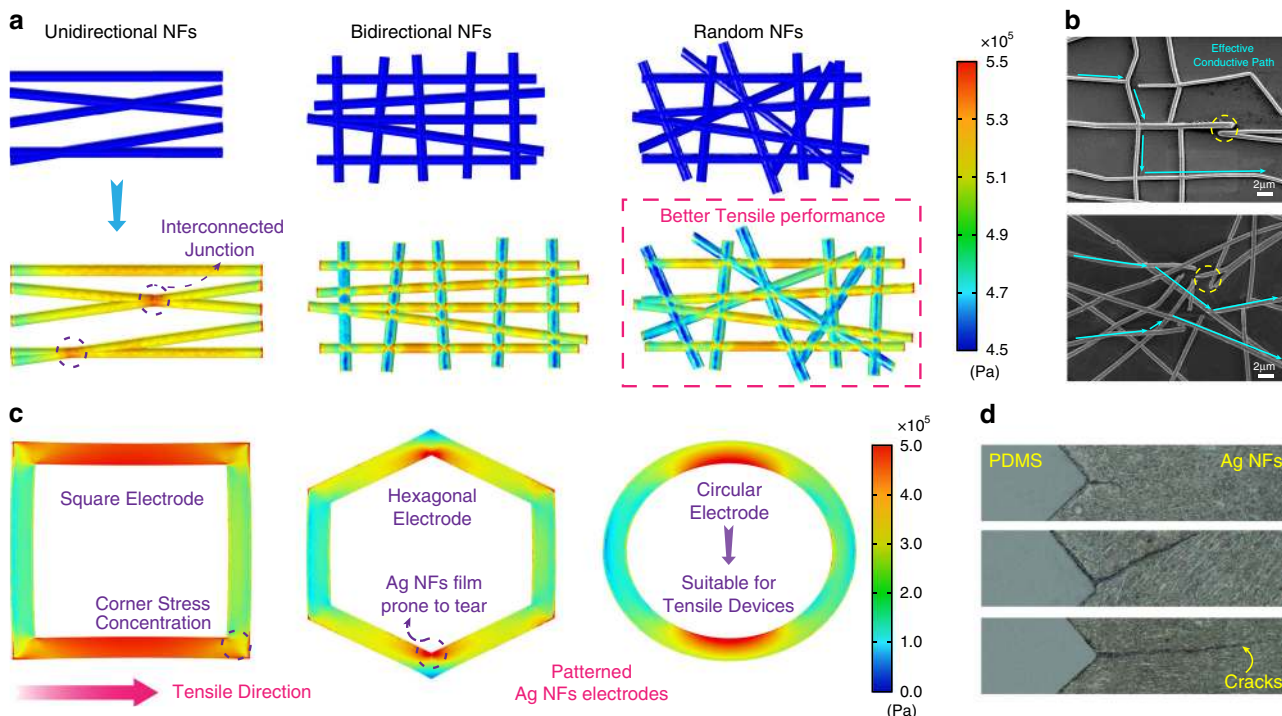 a
Unidirectional NFs
Bidirectional NFs
Random NFs
Interconnected
Junction
Better Tensile performance
×10⁵
5.5
5.3
5.1
4.9
4.7
4.5
(Pa)
b
Effective
Conductive Path
2μm
2μm
c
Square Electrode
Corner Stress
Concentration
Tensile Direction
Hexagonal
Electrode
Ag NFs film
prone to tear
Circular
Electrode
Suitable for
Tensile Devices
Patterned
Ag NFs electrodes
×10⁵
5.0
4.0
3.0
2.0
1.0
0.0
(Pa)
d
PDMS
Ag NFs
Cracks